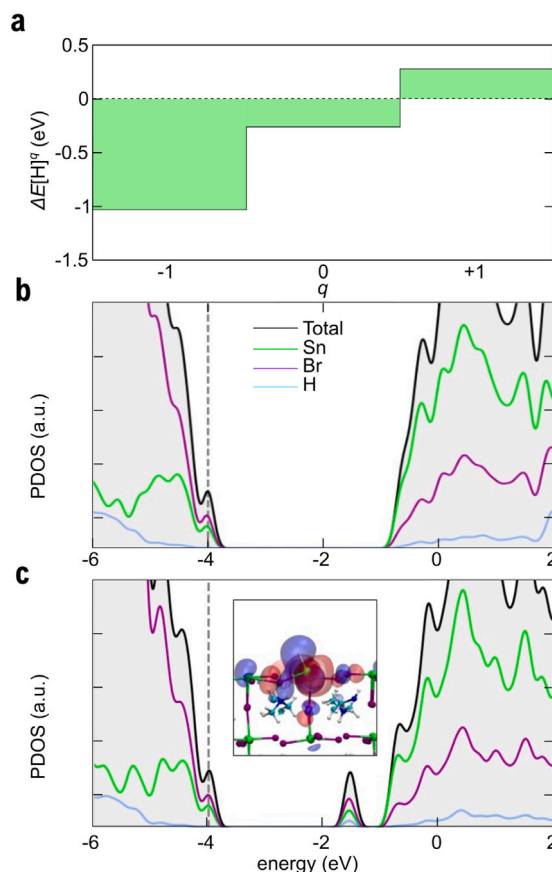 a
0.5
0
-0.5
-1
-1.5
ΔE[H]q (eV)
-1 0 +1
q
b
Total
Sn
Br
H
PDOS (a.u.)
-6 -4 -2 0 2
c
PDOS (a.u.)
-6 -4 -2 0 2
energy (eV)